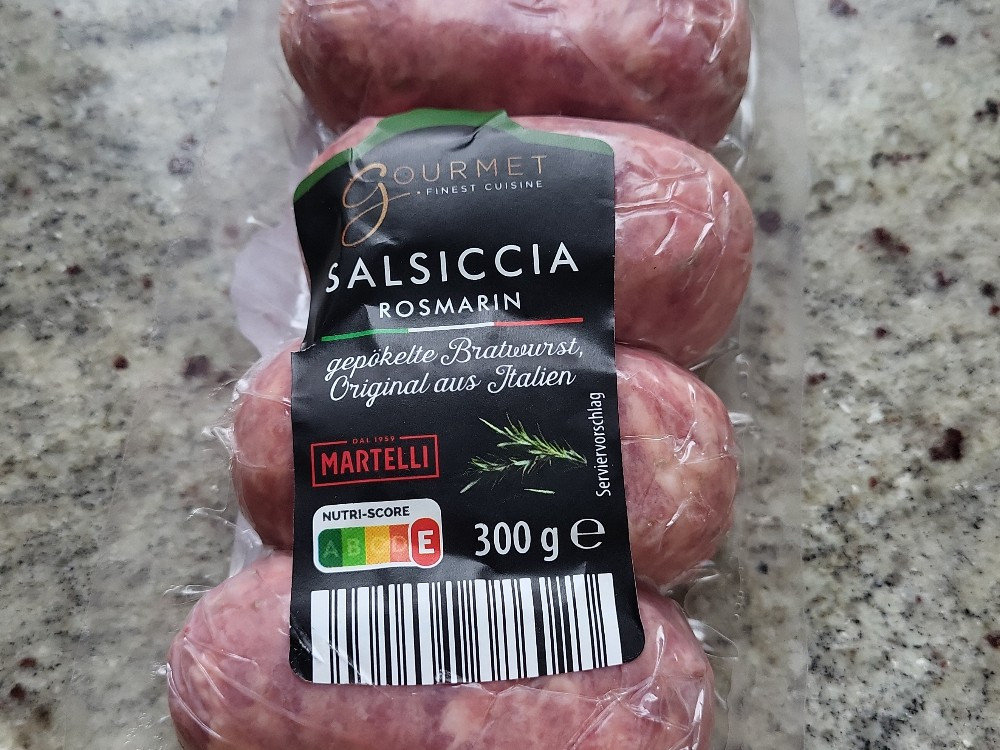 GOURMET
FINEST CUISINE
SALSICCIA
ROSMARIN
gepökelte Bratwurst,
Original aus Italien
Serviervorschlag
DAL 1959
MARTELLI
NUTRI-SCORE
A B C D E
300 g e